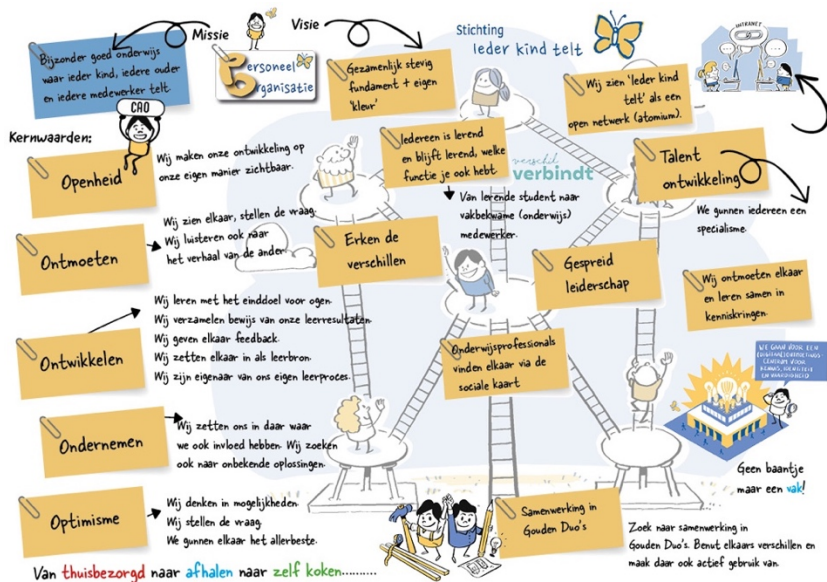 Missie
Visie
Stichting
Ieder kind telt
INTRANET
Bijzonder goed onderwijs
waar ieder kind, iedere ouder
en iedere medewerker telt.
Personeel
Organisatie
Gezamenlijk stevig
fundament + eigen
'kleur'
Wij zien 'Ieder kind
telt' als een
open netwerk (atomium).
CAO
Kernwaarden:
Openheid
Wij maken onze ontwikkeling op
onze eigen manier zichtbaar.
Iedereen is lerend
en blijft lerend, welke
functie je ook hebt.
verschil
verbindt
Talent
ontwikkeling
Van lerende student naar
vakbekwame (onderwijs)
medewerker.
We gunnen iedereen een
specialisme.
Ontmoeten
Wij zien elkaar, stellen de vraag.
Wij luisteren ook naar
het verhaal van de ander.
Erken de
verschillen
Gespreid
leiderschap
Wij ontmoeten elkaar
en leren samen in
kenniskringen.
Ontwikkelen
Wij leren met het einddoel voor ogen.
Wij verzamelen bewijs van onze leerresultaten.
Wij geven elkaar feedback.
Wij zetten elkaar in als leerbron.
Wij zijn eigenaar van ons eigen leerproces.
Onderwijsprofessionals
vinden elkaar via de
sociale kaart
WE GAAN VOOR EEN
CENTRUM VOOR
KENNIS, IDENTITEIT
EN VAARDIGHEID
Geen baantje
maar een vak!
Ondernemen
Wij zetten ons in daar waar
we ook invloed hebben. Wij zoeken
ook naar onbekende oplossingen.
Optimisme
Wij denken in mogelijkheden.
Wij stellen de vraag.
We gunnen elkaar het allerbeste.
Samenwerking in
Gouden Duo's
Zoek naar samenwerking in
Gouden Duo's. Benut elkaars verschillen en
maak daar ook actief gebruik van.
Van thuisbezorgd naar afhalen naar zelf koken..........